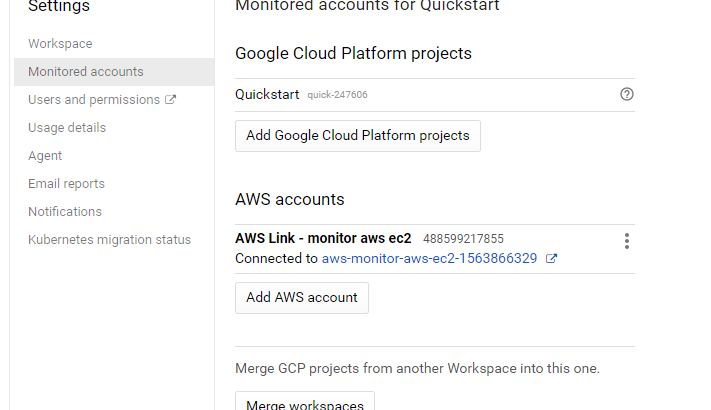 Settings
Workspace
Monitored accounts
Users and permissions
Usage details
Agent
Email reports
Notifications
Kubernetes migration status
Monitored accounts for Quickstart
Google Cloud Platform projects
Quickstart quick-247606
Add Google Cloud Platform projects
AWS accounts
AWS Link - monitor aws ec2 488599217855
Connected to aws-monitor-aws-ec2-1563866329
Add AWS account
Merge GCP projects from another Workspace into this one.
Merge workspaces